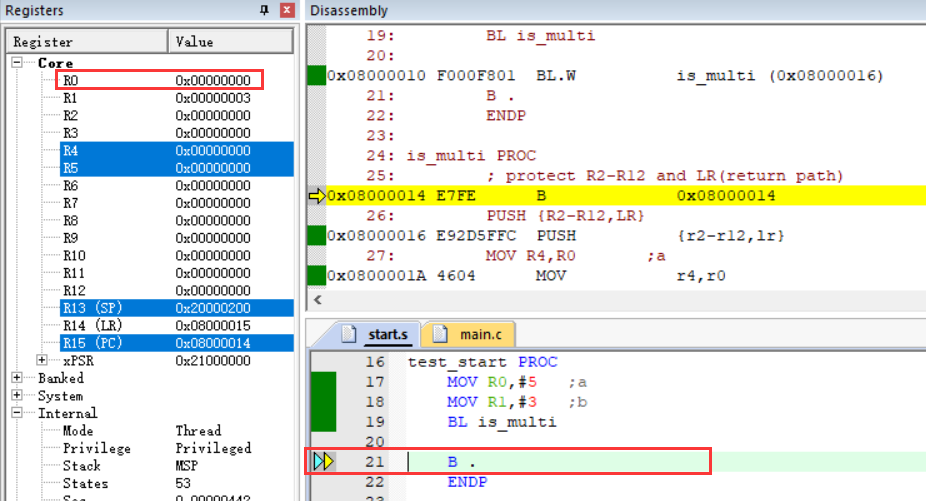 Registers
Register Value
Core
R0 0x00000000
R1 0x00000003
R2 0x00000000
R3 0x00000000
R4 0x00000000
R5 0x00000000
R6 0x00000000
R7 0x00000000
R8 0x00000000
R9 0x00000000
R10 0x00000000
R11 0x00000000
R12 0x00000000
R13 (SP) 0x20000200
R14 (LR) 0x08000015
R15 (PC) 0x08000014
xPSR 0x21000000
Banked
System
Internal
Mode Thread
Privilege Privileged
Stack MSP
States 53
Disassembly
19: BL is_multi
20:
0x08000010 F000F801 BL.W is_multi (0x08000016)
21: B .
22: ENDP
23:
24: is_multi PROC
25: ; protect R2-R12 and LR(return path)
0x08000014 E7FE B 0x08000014
26: PUSH {R2-R12,LR}
0x08000016 E92D5FFC PUSH {r2-r12,lr}
27: MOV R4,R0 ;a
0x0800001A 4604 MOV r4,r0
start.s main.c
16 test_start PROC
17 MOV R0,#5 ;a
18 MOV R1,#3 ;b
19 BL is_multi
20
21 B .
22 ENDP